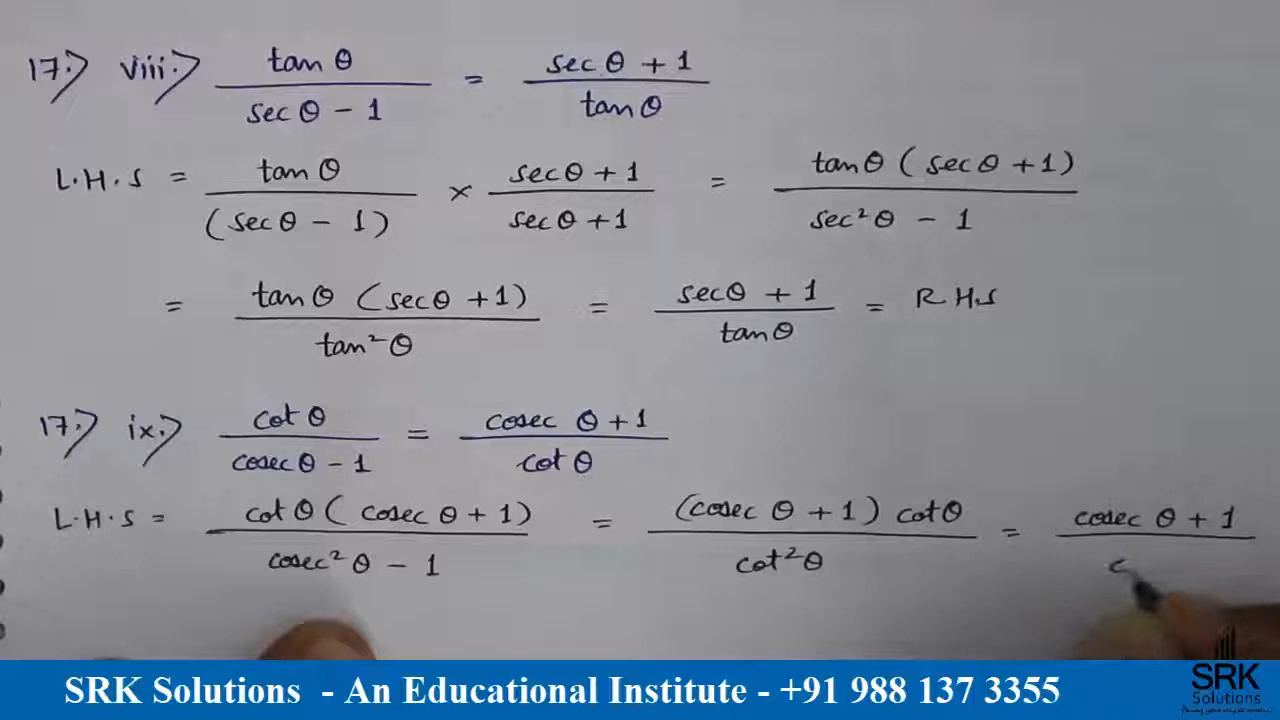 17.> viii.> tan θ / sec θ - 1 = sec θ + 1 / tan θ
L.H.S = tan θ / (sec θ - 1) × sec θ + 1 / sec θ + 1 = tan θ (sec θ + 1) / sec² θ - 1
= tan θ (sec θ + 1) / tan² θ = sec θ + 1 / tan θ = R H.S
17.> ix.> cot θ / cosec θ - 1 = cosec θ + 1 / cot θ
L.H.S = cot θ ( cosec θ + 1) / cosec² θ - 1 = (cosec θ + 1) cot θ / cot² θ = cosec θ + 1 / c
SRK Solutions - An Educational Institute - +91 988 137 3355
SRK
Solutions